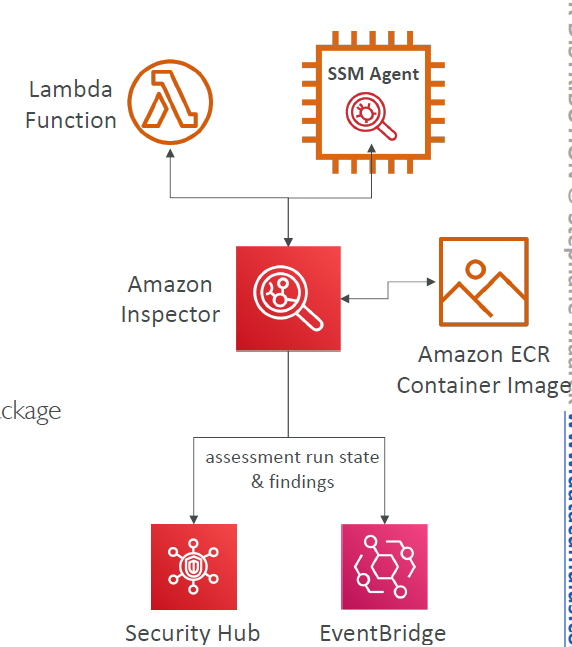 Lambda
Function
SSM Agent
Amazon
Inspector
Amazon ECR
Container Image
ckage
assessment run state
& findings
Security Hub
EventBridge